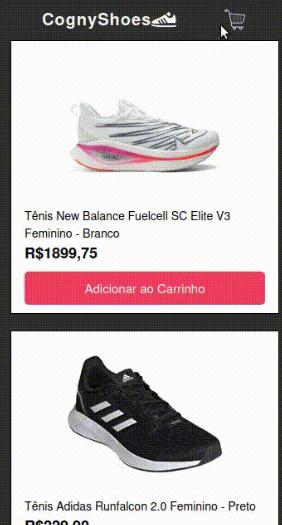 CognyShoes
Tênis New Balance Fuelcell SC Elite V3
Feminino - Branco
R$1899,75
Adicionar ao Carrinho
Tênis Adidas Runfalcon 2.0 Feminino - Preto